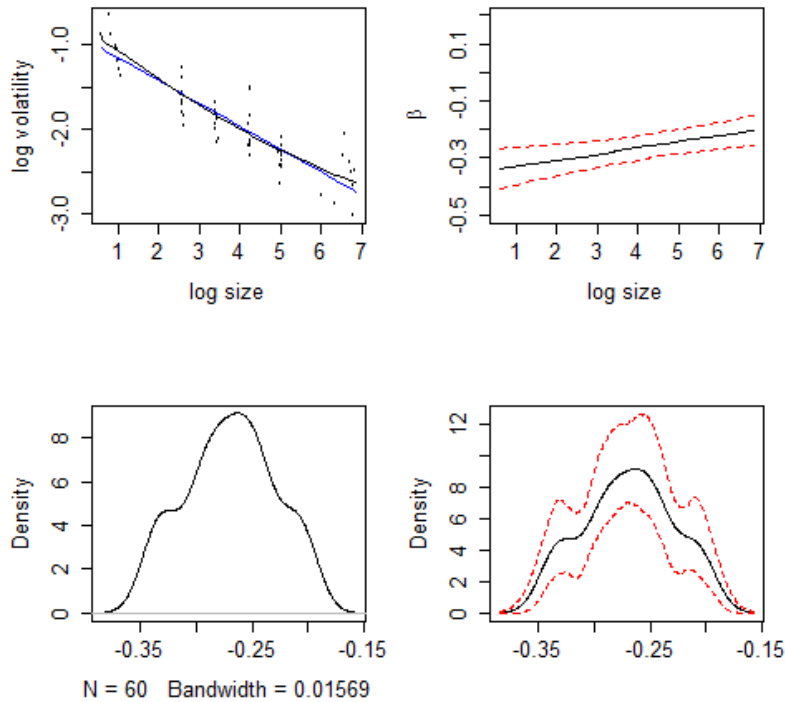 log volatility
-1.0
-2.0
-3.0
1 2 3 4 5 6 7
log size
β
0.1
-0.1
-0.3
-0.5
1 2 3 4 5 6 7
log size
Density
8
6
4
2
0
-0.35 -0.25 -0.15
N = 60 Bandwidth = 0.01569
Density
12
8
6
4
2
0
-0.35 -0.25 -0.15